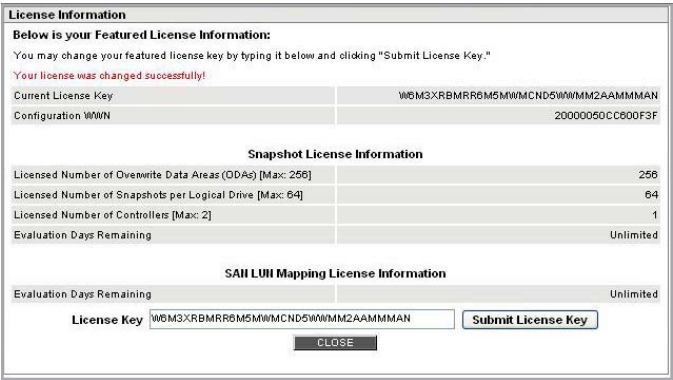 License Information
Below is your Featured License Information:
You may change your featured license key by typing it below and clicking "Submit License Key."
Your license was changed successfully!
Current License Key W6M3XRBMRR6M5MWMCND5WWMM2AAMMMAN
Configuration WWN 20000050CC600F3F
Snapshot License Information
Licensed Number of Overwrite Data Areas (ODAs) [Max: 256] 256
Licensed Number of Snapshots per Logical Drive [Max: 64] 64
Licensed Number of Controllers [Max: 2] 1
Evaluation Days Remaining Unlimited
SAN LUN Mapping License Information
Evaluation Days Remaining Unlimited
License Key W6M3XRBMRR6M5MWMCND5WWMM2AAMMMAN Submit License Key
CLOSE